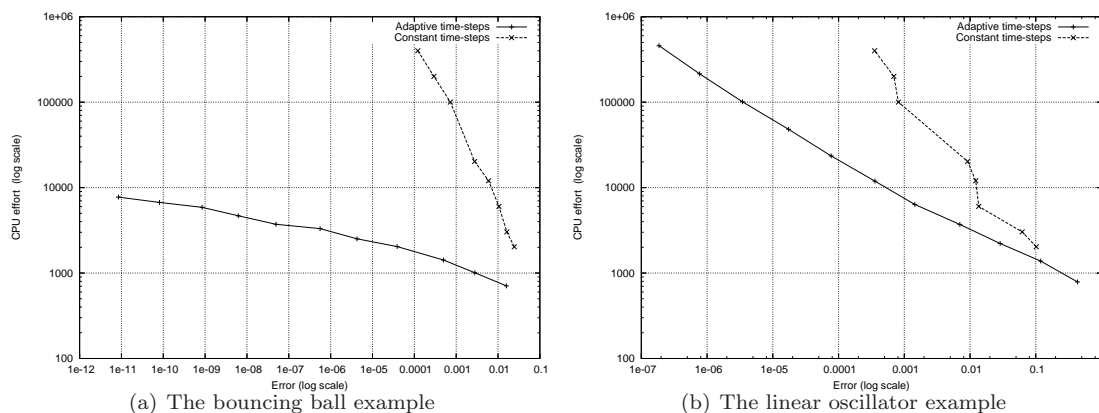 1e+06
100000
10000
1000
100
CPU effort (log scale)
Adaptive time-steps
Constant time-steps
1e-12 1e-11 1e-10 1e-09 1e-08 1e-07 1e-06 1e-05 0.0001 0.001 0.01 0.1
Error (log scale)
(a) The bouncing ball example
1e+06
100000
10000
1000
100
CPU effort (log scale)
Adaptive time-steps
Constant time-steps
1e-07 1e-06 1e-05 0.0001 0.001 0.01 0.1
Error (log scale)
(b) The linear oscillator example